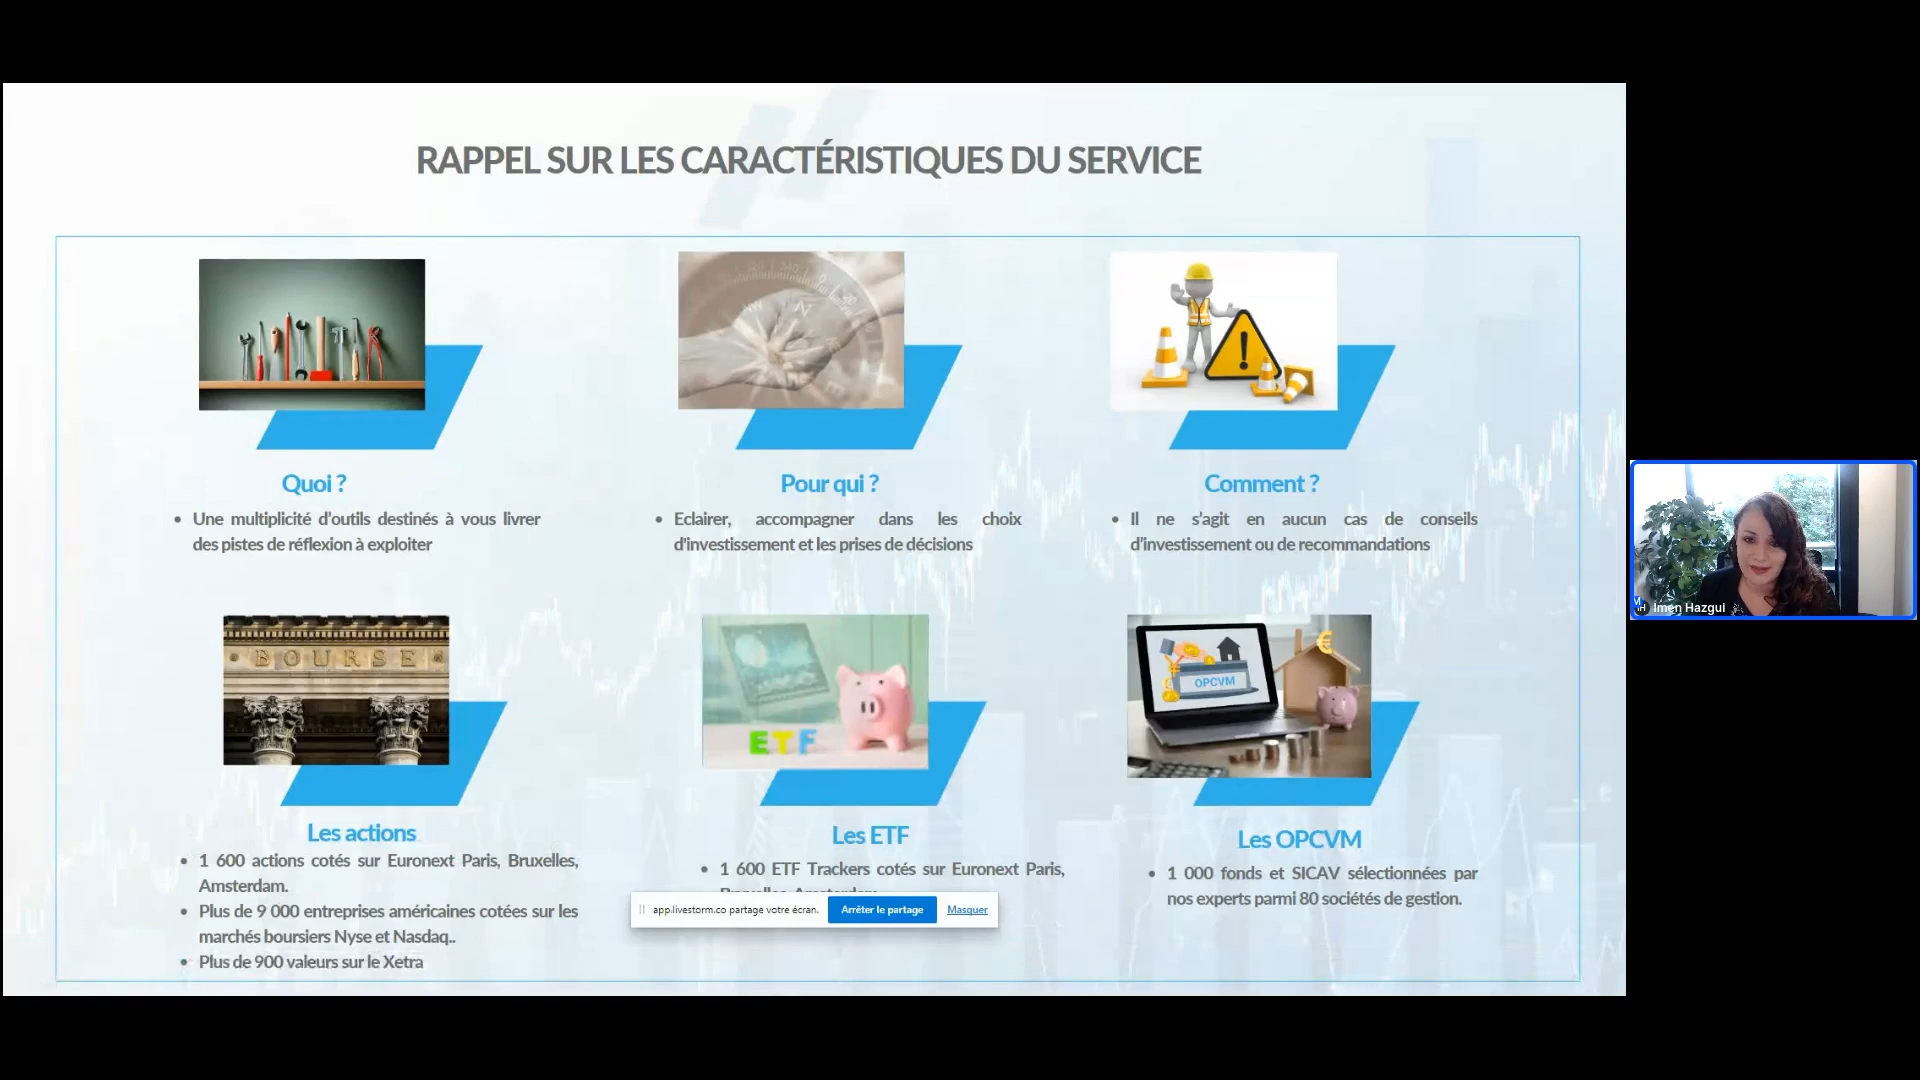 RAPPEL SUR LES CARACTÉRISTIQUES DU SERVICE
Quoi ?
• Une multiplicité d'outils destinés à vous livrer
des pistes de réflexion à exploiter
Pour qui ?
• Eclairer, accompagner dans les choix
d'investissement et les prises de décisions
Comment ?
• Il ne s'agit en aucun cas de conseils
d'investissement ou de recommandations
BOURSE
Les actions
• 1 600 actions cotés sur Euronext Paris, Bruxelles,
Amsterdam.
• Plus de 9 000 entreprises américaines cotées sur les
marchés boursiers Nyse et Nasdaq..
• Plus de 900 valeurs sur le Xetra
ETF
Les ETF
• 1 600 ETF Trackers cotés sur Euronext Paris,
Bruxelles, Amsterdam
OPCVM
€
Les OPCVM
• 1 000 fonds et SICAV sélectionnées par
nos experts parmi 80 sociétés de gestion.
app.livestorm.co partage votre écran.
Arrêter le partage
Masquer
Imen Hazgui